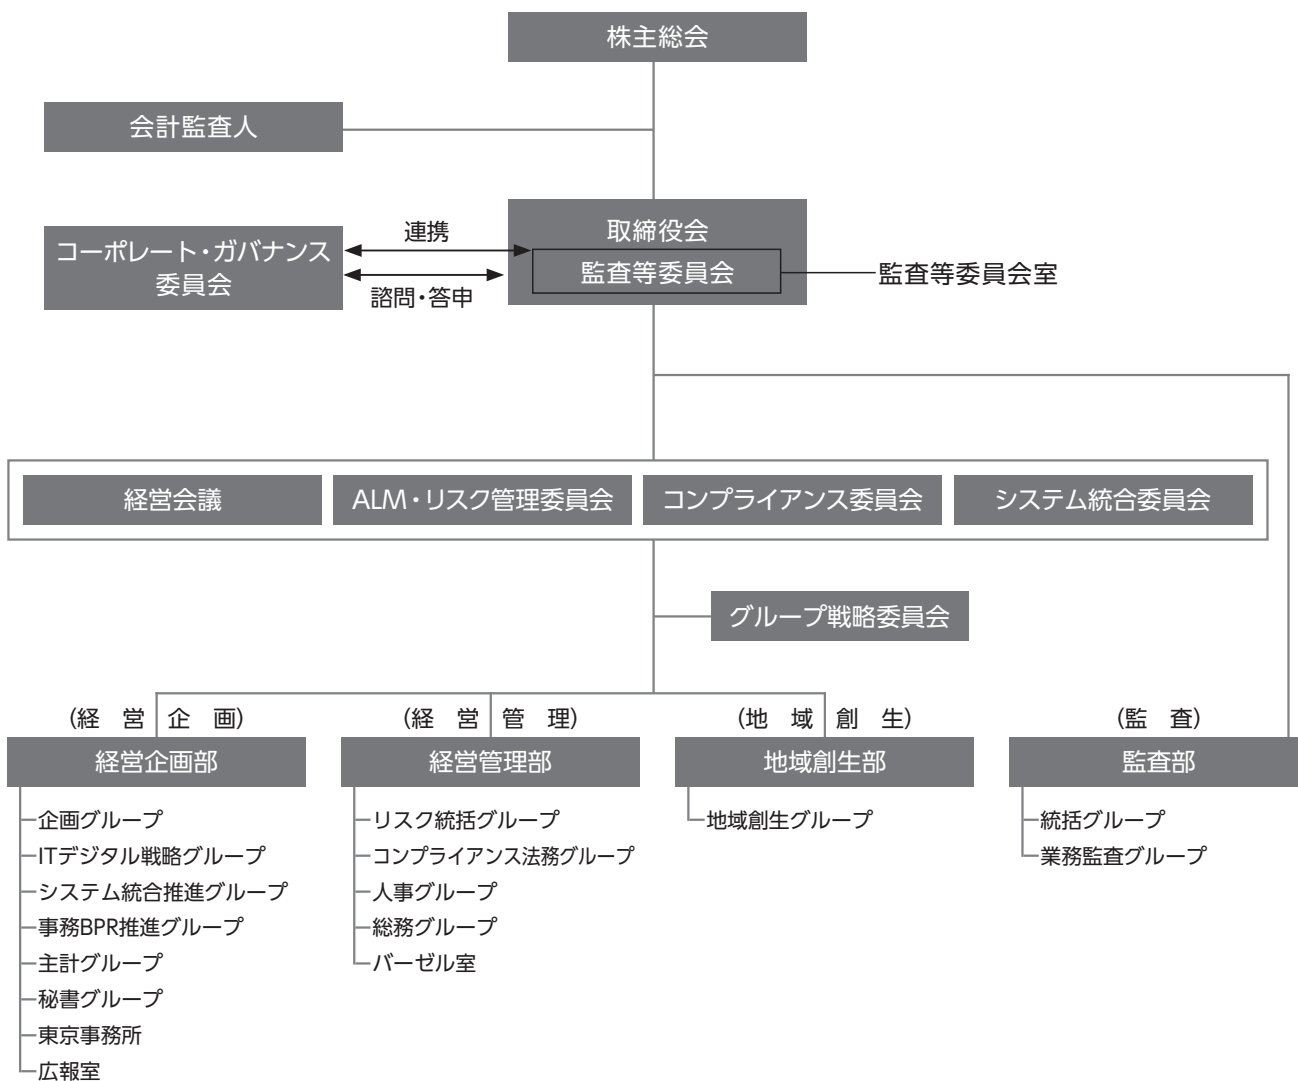 株主総会
会計監査人
コーポレート・ガバナンス
委員会
連携
諮問・答申
取締役会
監査等委員会
監査等委員会室
経営会議
ALM・リスク管理委員会
コンプライアンス委員会
システム統合委員会
グループ戦略委員会
(経 営 企 画)
経営企画部
企画グループ
ITデジタル戦略グループ
システム統合推進グループ
事務BPR推進グループ
主計グループ
秘書グループ
東京事務所
広報室
(経 営 管 理)
経営管理部
リスク統括グループ
コンプライアンス法務グループ
人事グループ
総務グループ
バーゼル室
(地 域 創 生)
地域創生部
地域創生グループ
(監 査)
監査部
統括グループ
業務監査グループ